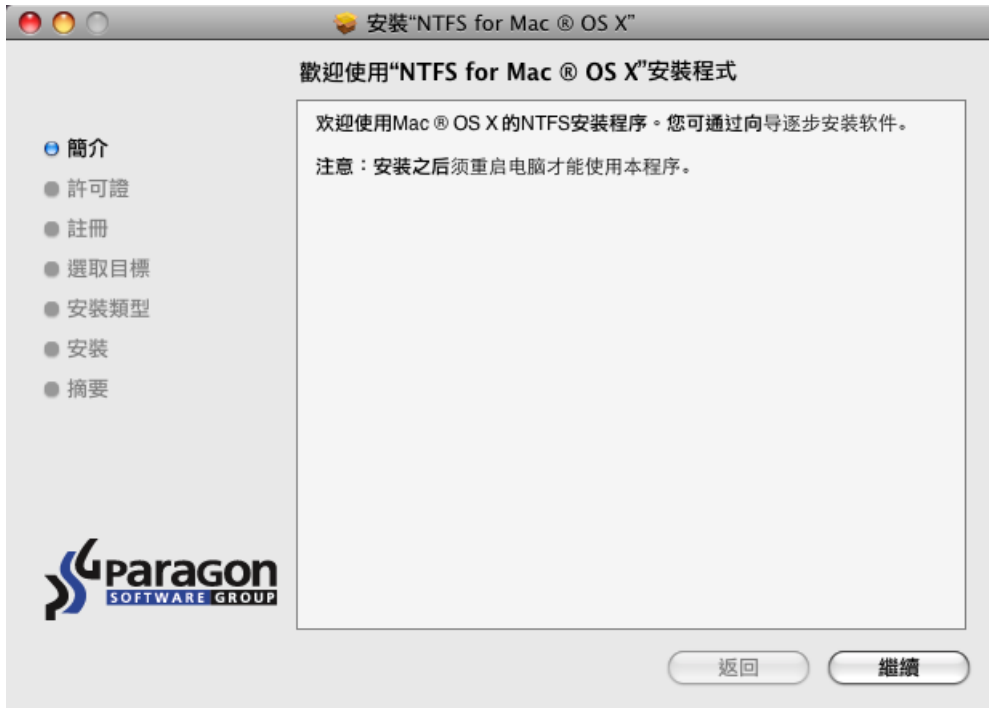 安裝“NTFS for Mac ® OS X”
歡迎使用“NTFS for Mac ® OS X”安裝程式
簡介
許可證
註冊
選取目標
安裝類型
安裝
摘要
欢迎使用Mac ® OS X 的NTFS安装程序。您可通过向导逐步安装软件。
注意：安装之后须重启电脑才能使用本程序。
Paragon
SOFTWARE GROUP
返回
繼續